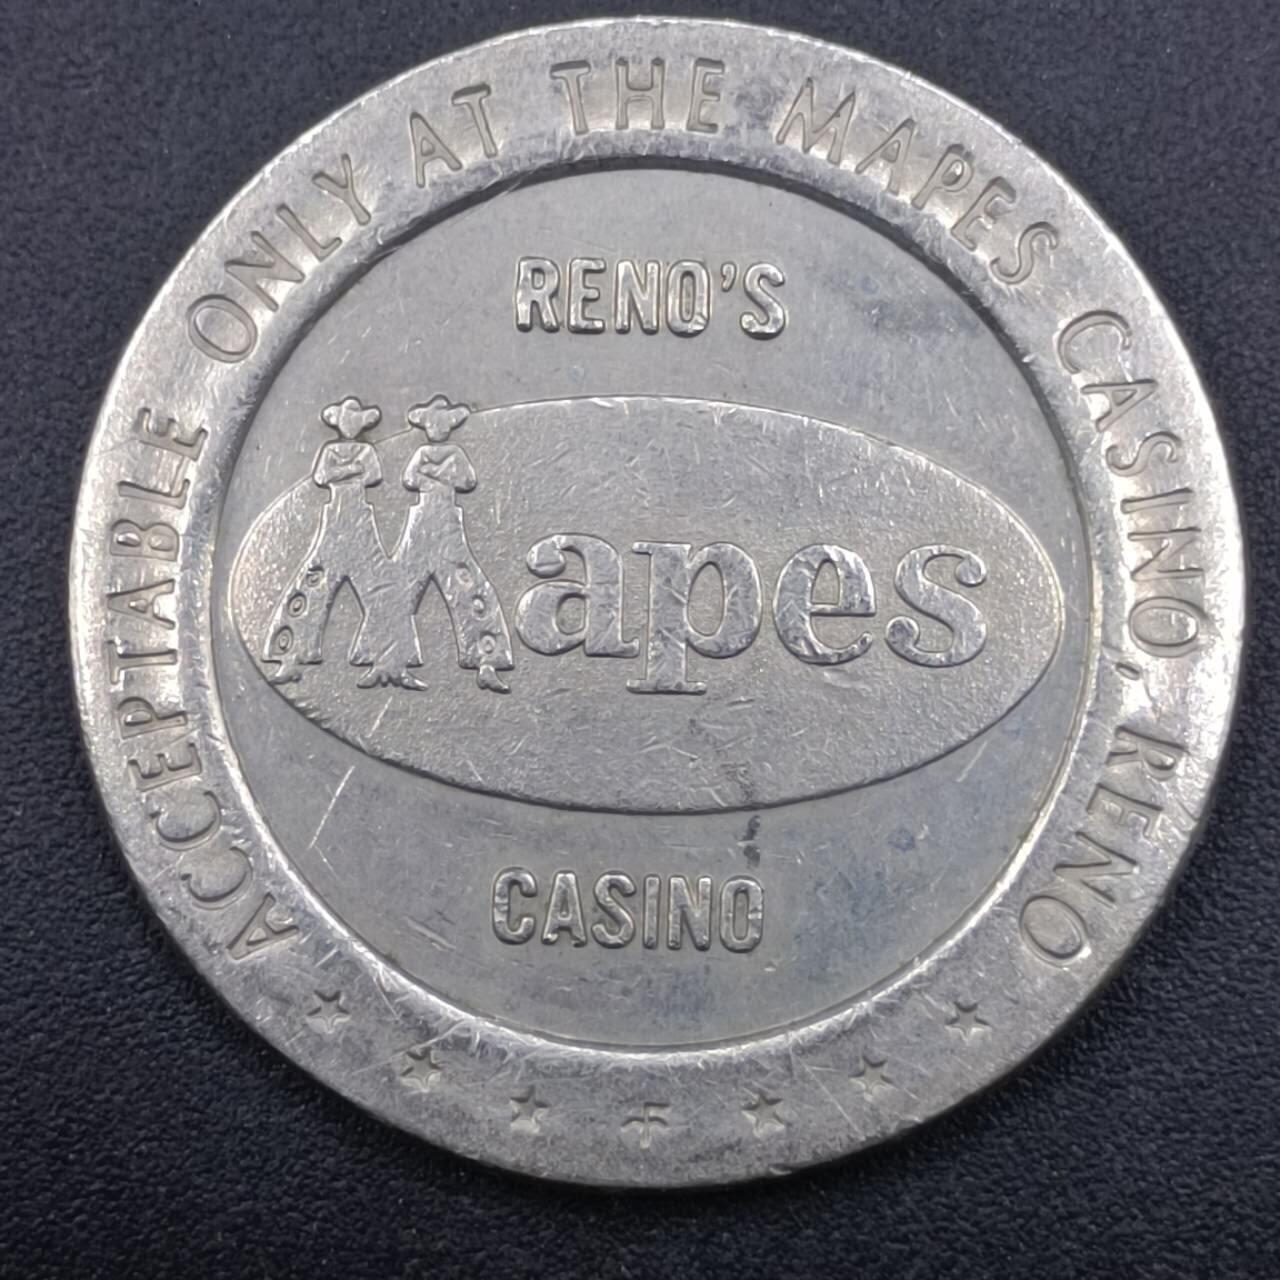 ACCEPTABLE ONLY AT THE MAPES CASINO, RENO
RENO'S
Mapes
CASINO
F